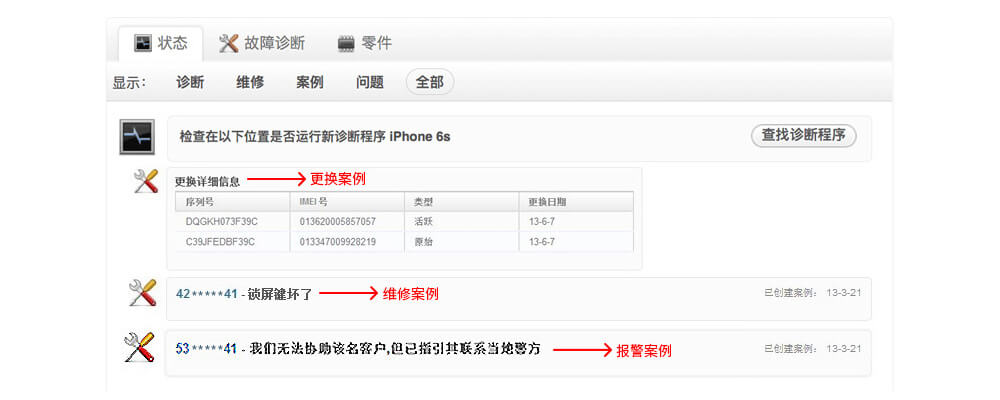 状态 故障诊断 零件
显示： 诊断 维修 案例 问题 全部
检查在以下位置是否运行新诊断程序 iPhone 6s 查找诊断程序
更换详细信息 更换案例
序列号 IMEI 号 类型 更换日期
DQGKH073F39C 013620005857057 活跃 13-6-7
C39JFEDBF39C 013347009928219 原始 13-6-7
42*****41 - 锁屏键坏了 维修案例 已创建案例： 13-3-21
53*****41 - 我们无法协助该名客户,但已指引其联系当地警方 报警案例 已创建案例： 13-3-21